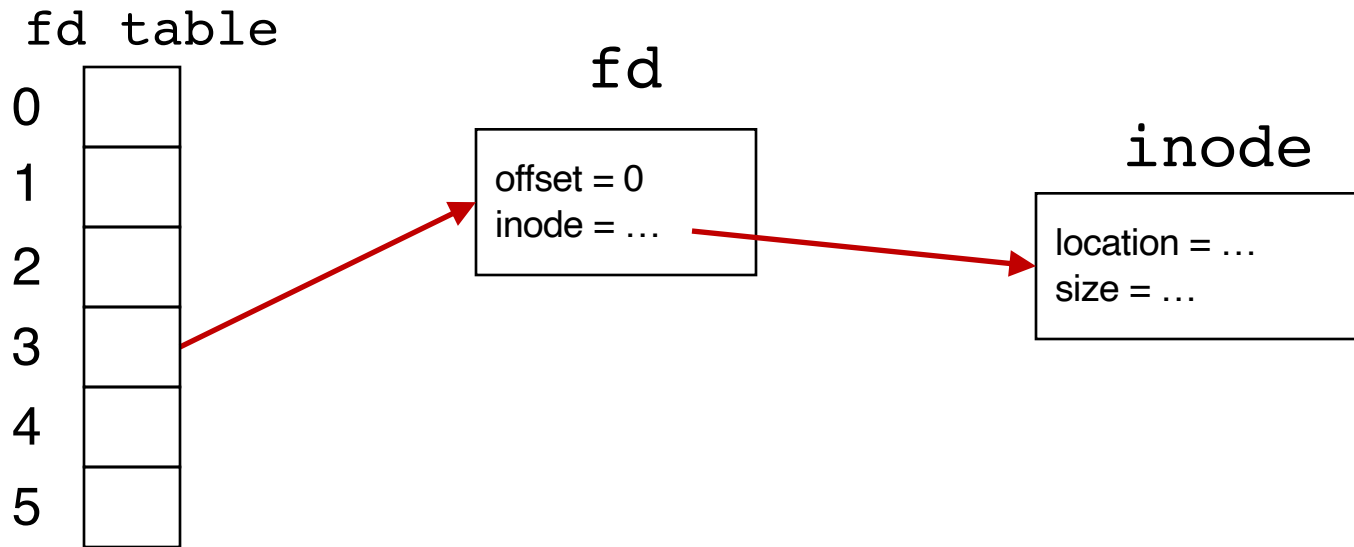 fd table
0
1
2
3
4
5
fd
offset = 0
inode = …
inode
location = …
size = …